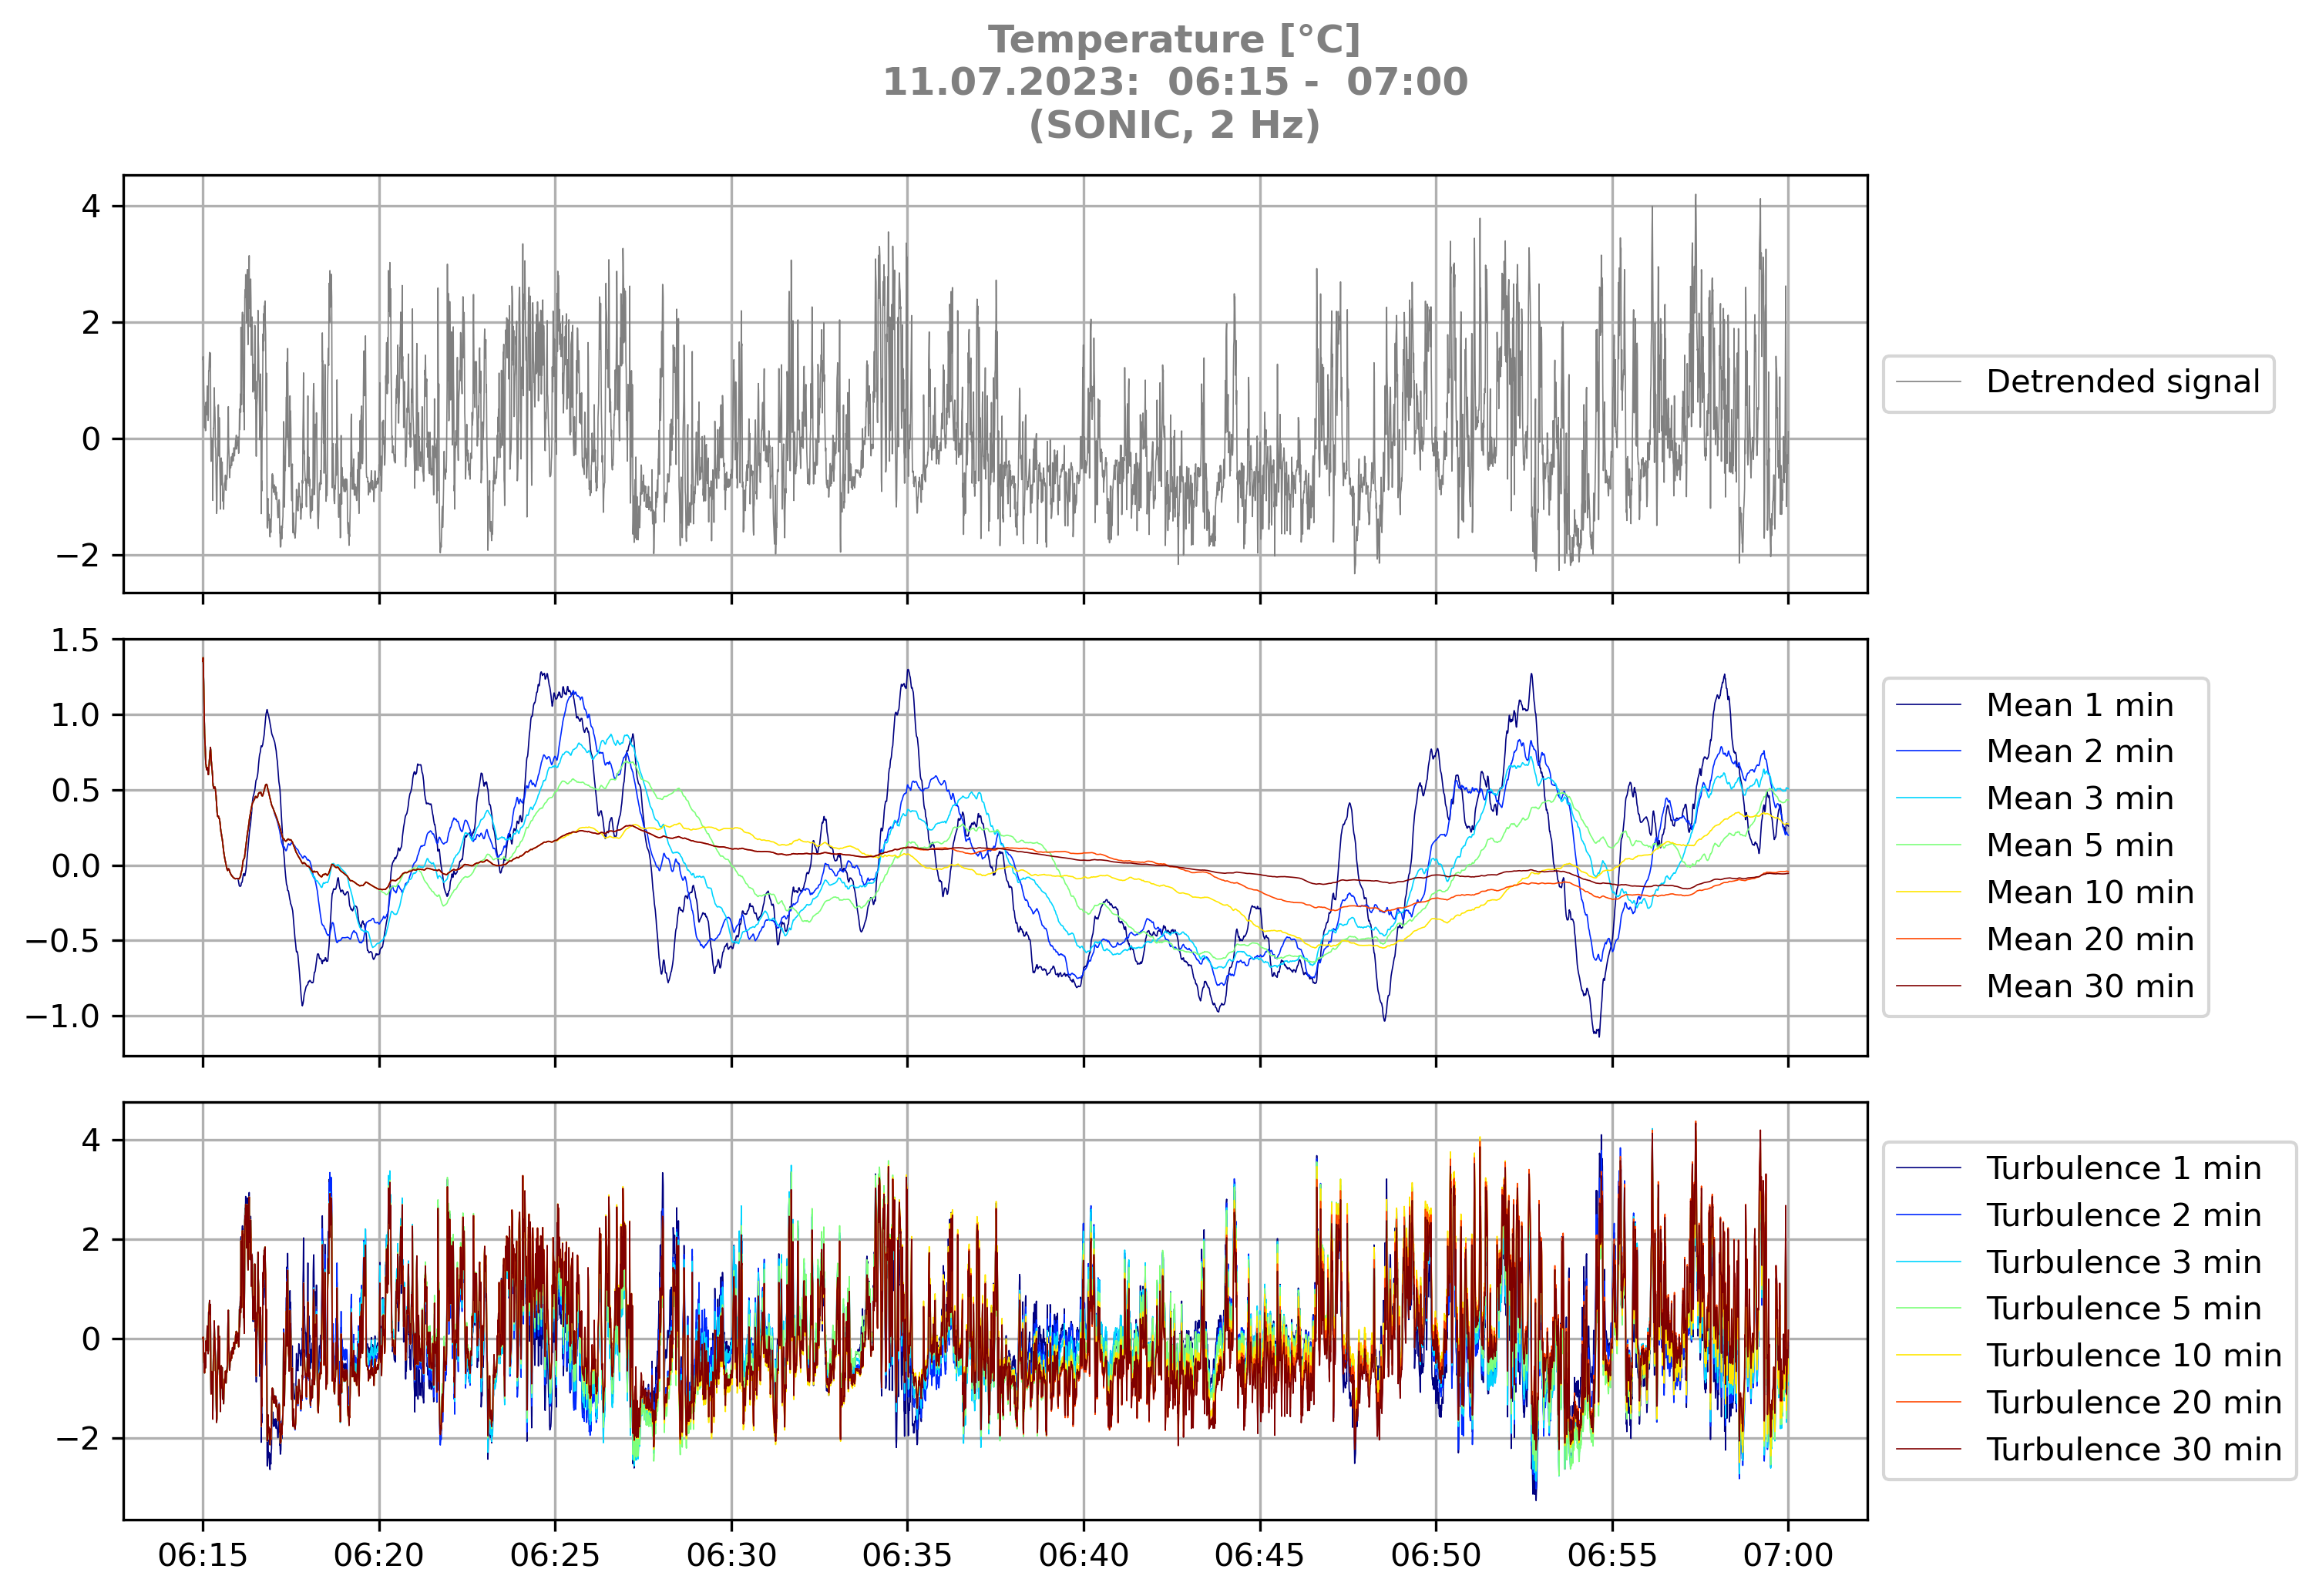 Temperature [°C]
11.07.2023:  06:15 -  07:00
(SONIC, 2 Hz)
4
2
0
−2
Detrended signal
1.5
1.0
0.5
0.0
−0.5
−1.0
Mean 1 min
Mean 2 min
Mean 3 min
Mean 5 min
Mean 10 min
Mean 20 min
Mean 30 min
4
2
0
−2
Turbulence 1 min
Turbulence 2 min
Turbulence 3 min
Turbulence 5 min
Turbulence 10 min
Turbulence 20 min
Turbulence 30 min
06:15 06:20 06:25 06:30 06:35 06:40 06:45 06:50 06:55 07:00